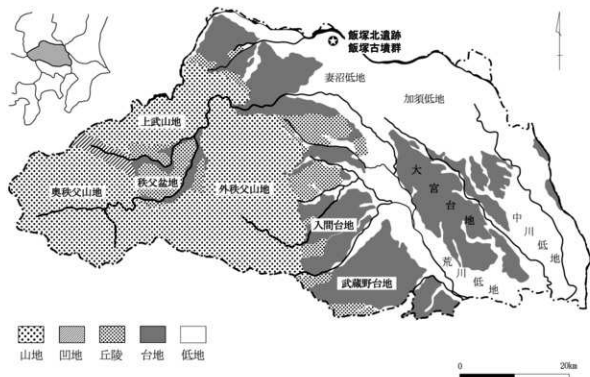 飯塚北遺跡
飯塚古墳群
妻沼低地
加須低地
上武山地
奥秩父山地
秩父盆地
外秩父山地
大宮台地
中川低地
入間台地
荒川低地
武蔵野台地
山地
凹地
丘陵
台地
低地
0
20km